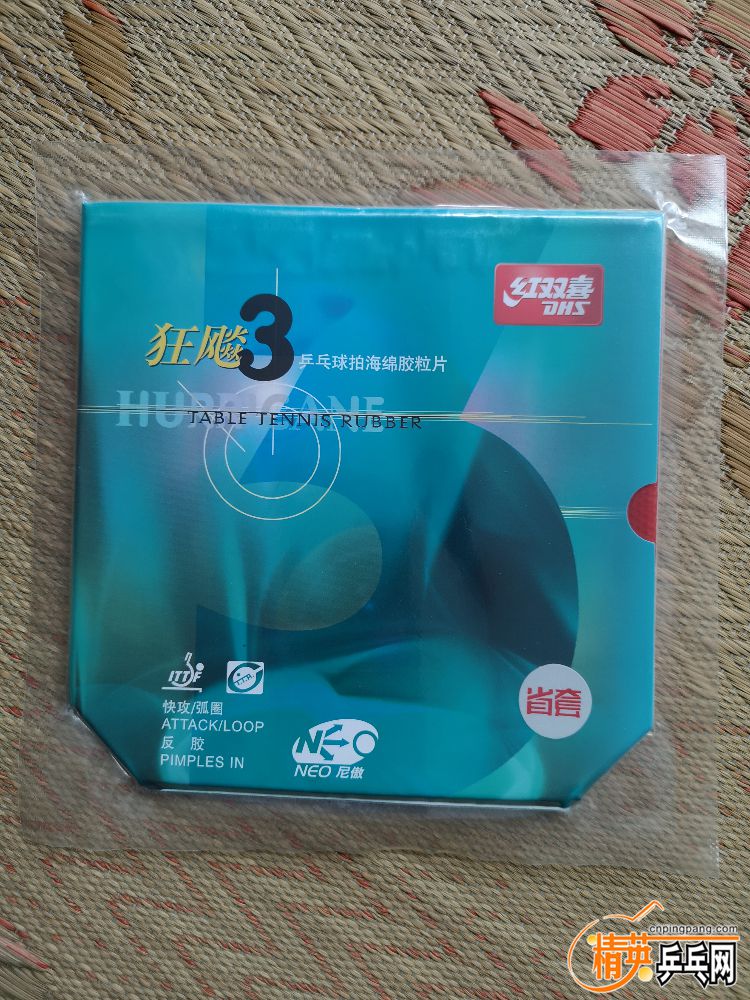 红双喜
DHS
狂飚3
乒乓球拍海绵胶粒片
HURRICANE
TABLE TENNIS RUBBER
省套
ITTF
快攻/弧圈
ATTACK/LOOP
反 胶
PIMPLES IN
NEO
NEO 尼傲
cnpingpang.com
精英乒乓网